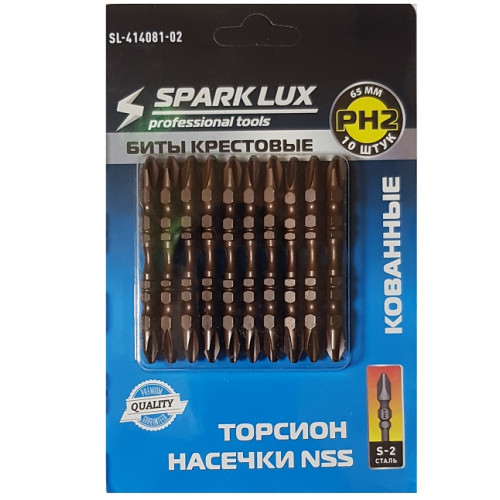 SL-414081-02
SPARK LUX
professional tools
БИТЫ КРЕСТОВЫЕ
65 ММ
PH2
10 ШТУК
КОВАННЫЕ
PREMIUM
QUALITY
GUARANTEE
S-2
СТАЛЬ
ТОРСИОН
НАСЕЧКИ NSS